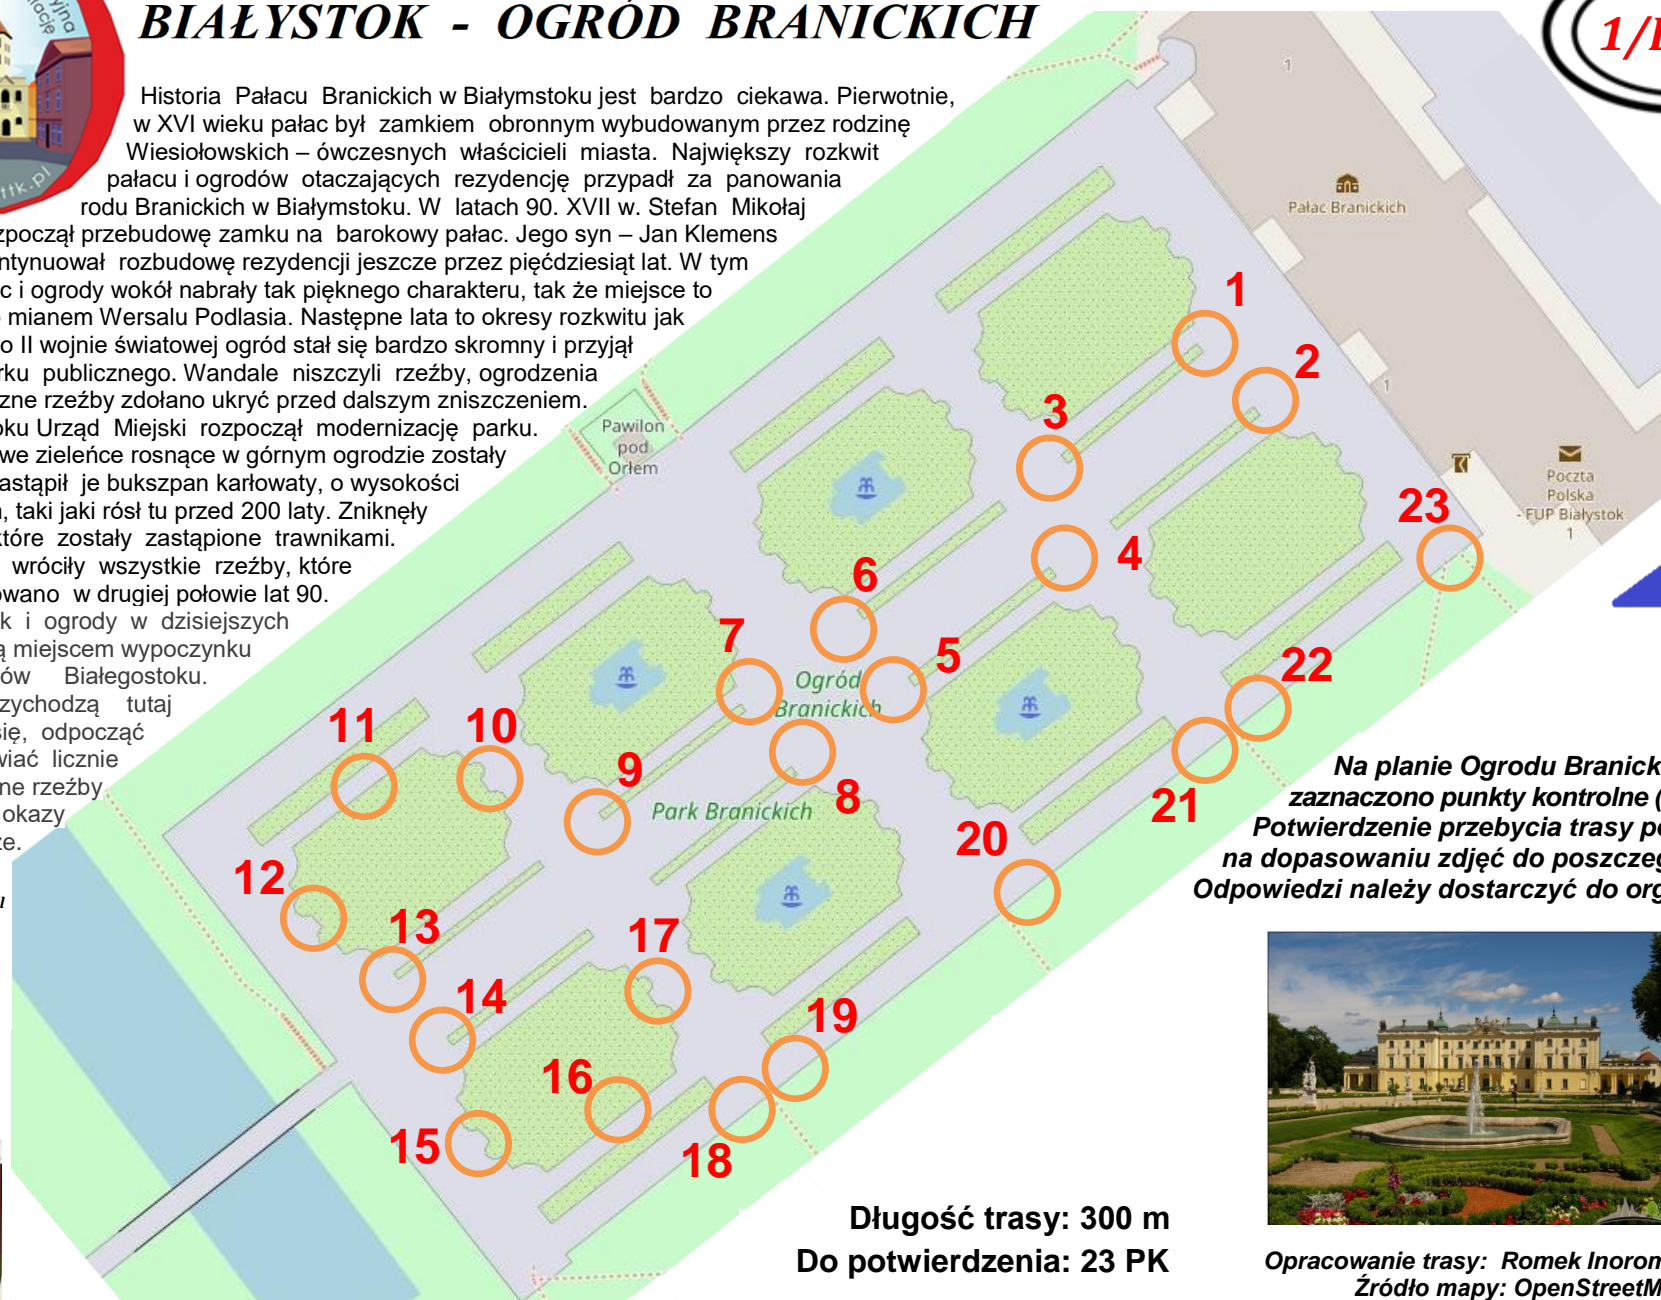 BIAŁYSTOK - OGRÓD BRANICKICH
1/
Historia Pałacu Branickich w Białymstoku jest bardzo ciekawa. Pierwotnie,
w XVI wieku pałac był zamkiem obronnym wybudowanym przez rodzinę
Wiesiołowskich – ówczesnych właścicieli miasta. Największy rozkwit
pałacu i ogrodów otaczających rezydencję przypadł za panowania
rodu Branickich w Białymstoku. W latach 90. XVII w. Stefan Mikołaj
zpoczął przebudowę zamku na barokowy pałac. Jego syn – Jan Klemens
ntynuował rozbudowę rezydencji jeszcze przez pięćdziesiąt lat. W tym
c i ogrody wokół nabrały tak pięknego charakteru, tak że miejsce to
mianem Wersalu Podlasia. Następne lata to okresy rozkwitu jak
o II wojnie światowej ogród stał się bardzo skromny i przyjął
rku publicznego. Wandale niszczyli rzeźby, ogrodzenia
zne rzeźby zdołano ukryć przed dalszym zniszczeniem.
oku Urząd Miejski rozpoczął modernizację parku.
we zieleńce rosnące w górnym ogrodzie zostały
astąpił je bukszpan karłowaty, o wysokości
, taki jaki rósł tu przed 200 laty. Zniknęły
które zostały zastąpione trawnikami.
wróciły wszystkie rzeźby, które
owano w drugiej połowie lat 90.
k i ogrody w dzisiejszych
ą miejscem wypoczynku
ów Białegostoku.
rzychodzą tutaj
się, odpocząć
wiać licznie
ne rzeźby
okazy
że.
ttk.pl
Pałac Branickich
1
1
Poczta
Polska
- FUP Białystok
1
Pawilon
pod
Orłem
Ogród
Branickich
Park Branickich
1
2
3
4
5
6
7
8
9
10
11
12
13
14
15
16
17
18
19
20
21
22
23
Na planie Ogrodu Branick
zaznaczono punkty kontrolne (
Potwierdzenie przebycia trasy po
na dopasowaniu zdjęć do poszczeg
Odpowiedzi należy dostarczyć do org
Długość trasy: 300 m
Do potwierdzenia: 23 PK
Opracowanie trasy: Romek Inorom
Źródło mapy: OpenStreetM